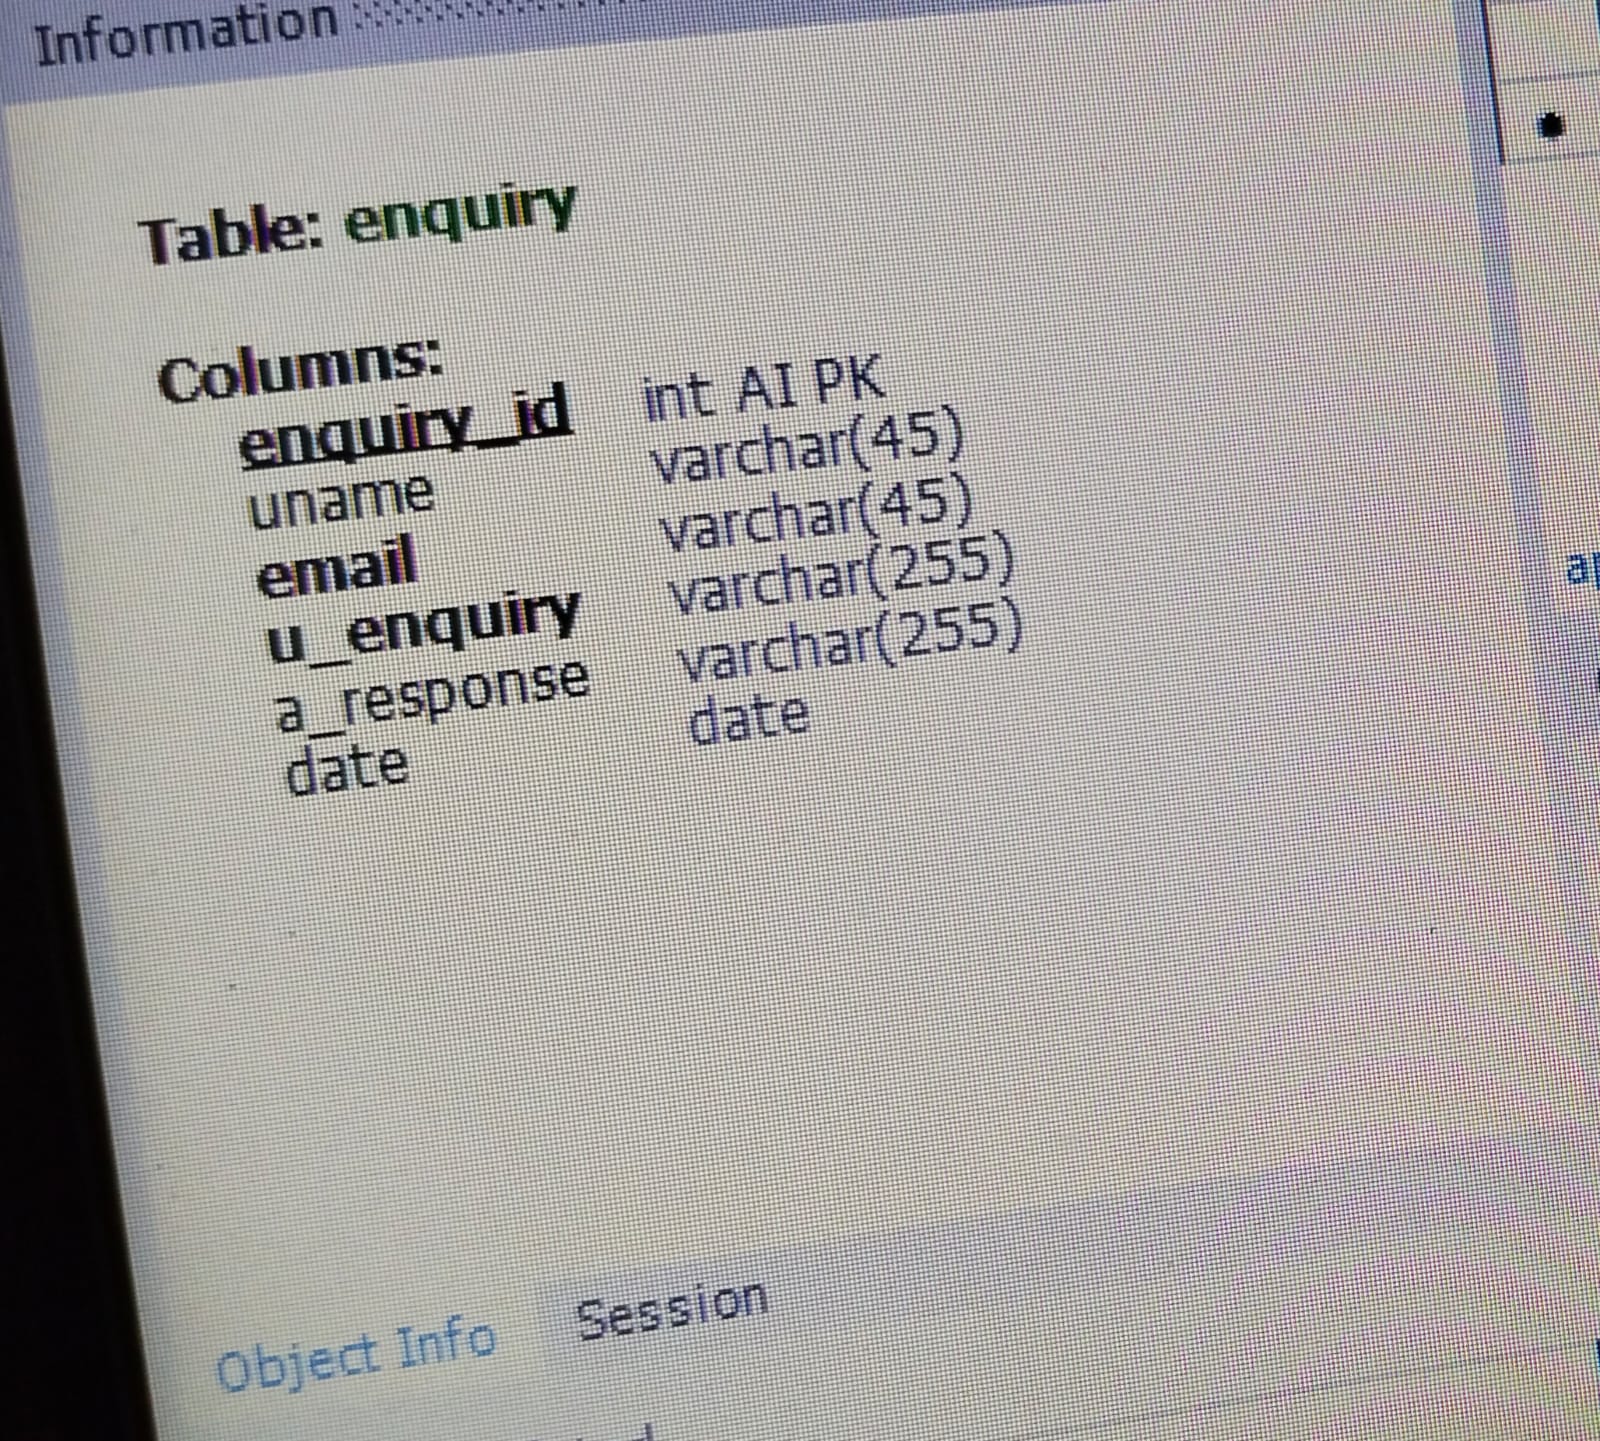 Information
Table: enquiry
Columns:
enquiry_id int AI PK
uname varchar(45)
email varchar(45)
u_enquiry varchar(255)
a_response varchar(255)
date date
Object Info Session